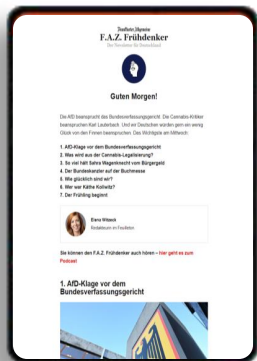 Frankfurter Allgemeine
F.A.Z. Frühdenker
Der Newsletter für Deutschland
Guten Morgen!
Die AfD beansprucht das Bundesverfassungsgericht. Die Cannabis-Kritiker
beanspruchen Karl Lauterbach. Und wir Deutschen würden gern ein wenig
Glück von den Finnen beanspruchen. Das Wichtigste am Mittwoch:
1. AfD-Klage vor dem Bundesverfassungsgericht
2. Was wird aus der Cannabis-Legalisierung?
3. So viel hält Sahra Wagenknecht vom Bürgergeld
4. Der Bundeskanzler auf der Buchmesse
5. Wie glücklich sind wir?
6. Wer war Käthe Kollwitz?
7. Der Frühling beginnt
Elena Witzeck
Redakteurin im Feuilleton
Sie können den F.A.Z. Frühdenker auch hören – hier geht es zum
Podcast
1. AfD-Klage vor dem
Bundesverfassungsgericht